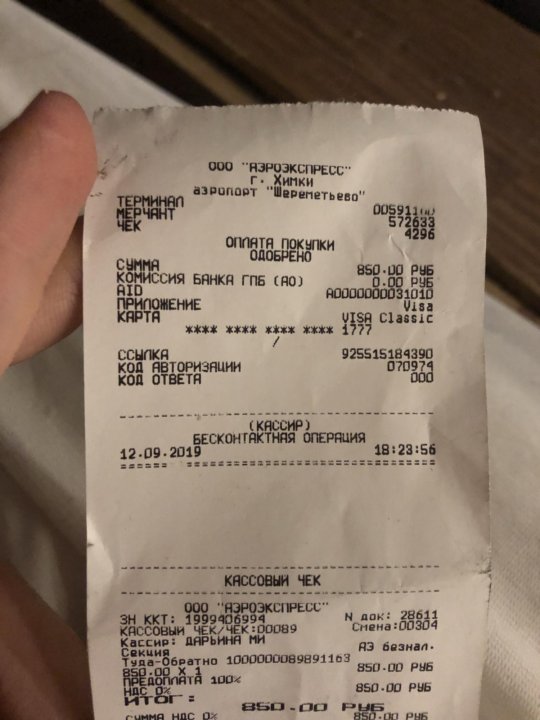 ООО "АЭРОЭКСПРЕСС"
г. Химки
аэропорт "Шереметьево"
ТЕРМИНАЛ
МЕРЧАНТ 572633
ЧЕК 4296
ОПЛАТА ПОКУПКИ
ОДОБРЕНО
СУММА 850.00 РУБ
КОМИССИЯ БАНКА ГПБ (АО) 0.00 РУБ
AID A0000000031010
ПРИЛОЖЕНИЕ Visa
КАРТА VISA Classic
**** **** **** **** 1777
/
ССЫЛКА 925515184390
КОД АВТОРИЗАЦИИ 070974
КОД ОТВЕТА 000
(КАССИР)
БЕСКОНТАКТНАЯ ОПЕРАЦИЯ
12.09.2019 18:23:56
КАССОВЫЙ ЧЕК
ООО "АЭРОЭКСПРЕСС"
ЗН ККТ: 1999406994 N док: 28611
КАССОВЫЙ ЧЕК/ЧЕК:00089 Смена:00304
Кассир: ДАРЬИНА МИ
Секция АЭ безнал.
Туда-Обратно 1000000089891163
850.00 X 1 850.00 РУБ
ПРЕДОПЛАТА 100%
НДС 0% 850.00 РУБ
ИТОГ: 850.00 РУБ
СУММА НДС 0% 850.00 РУБ